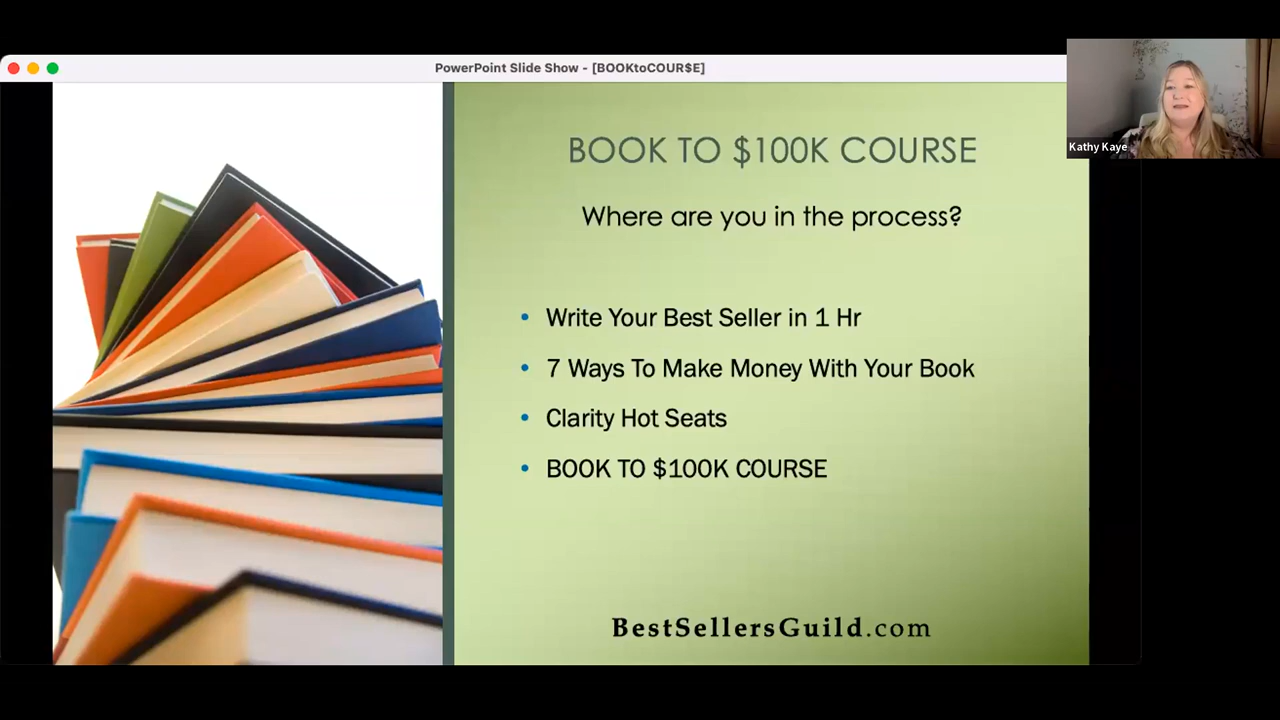 PowerPoint Slide Show - [BOOKtoCOUR$E]
Kathy Kaye
BOOK TO $100K COURSE
Where are you in the process?
• Write Your Best Seller in 1 Hr
• 7 Ways To Make Money With Your Book
• Clarity Hot Seats
• BOOK TO $100K COURSE
BestSellersGuild.com